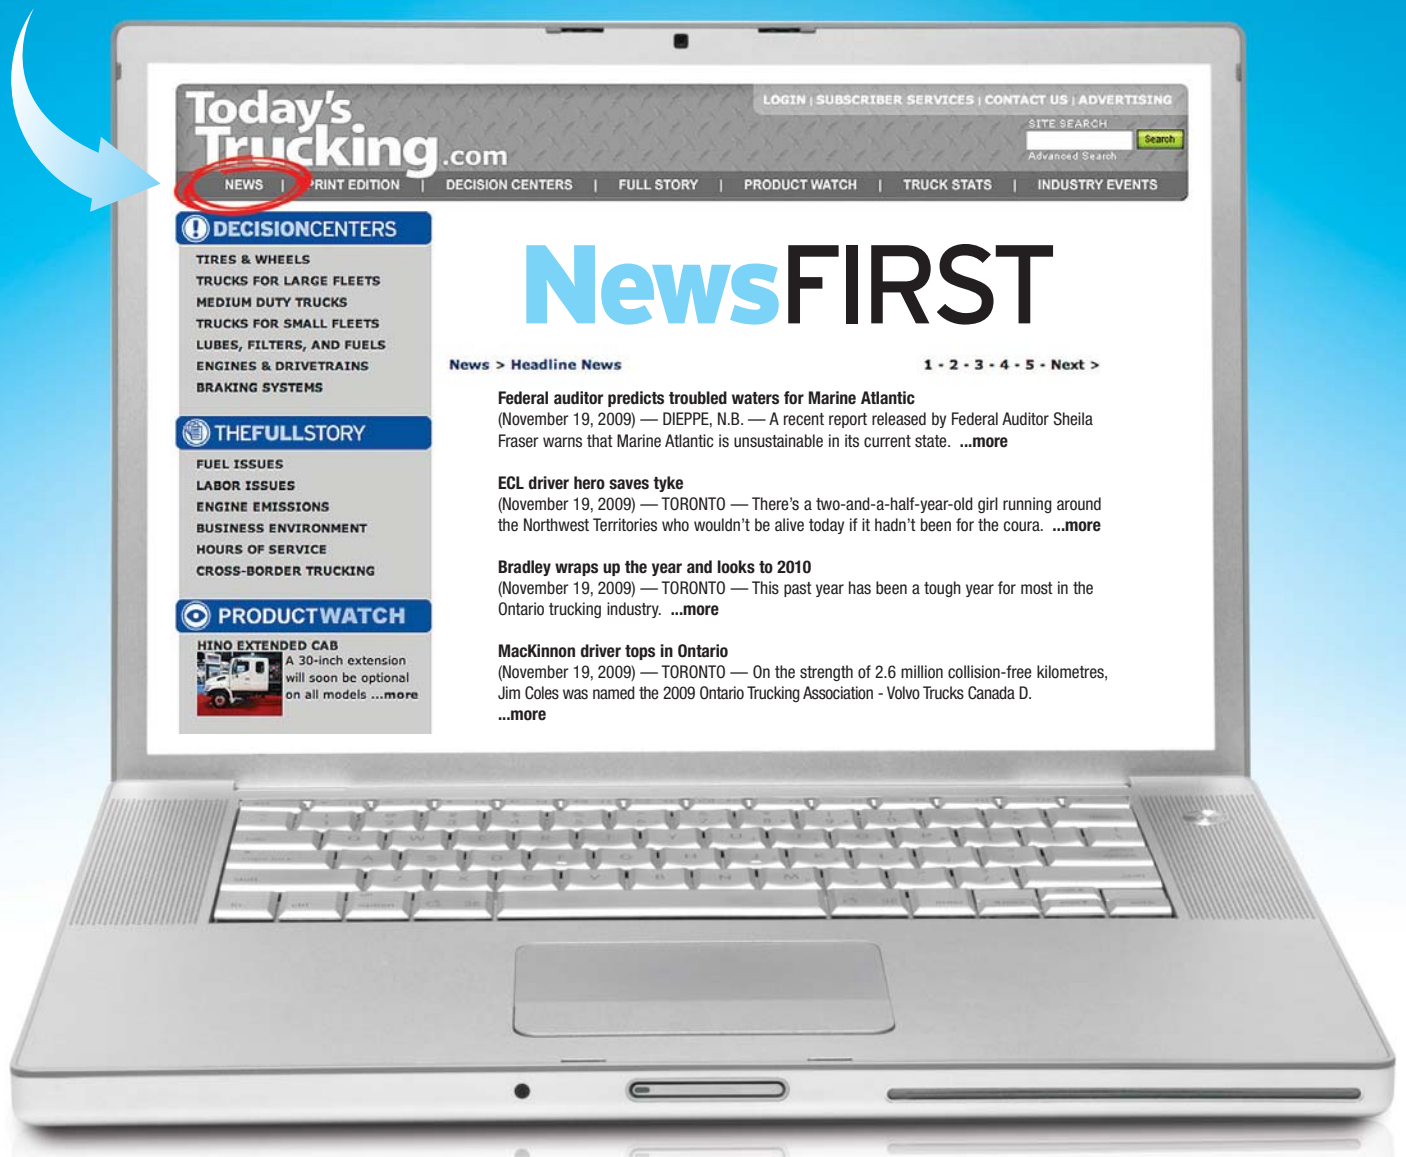 Today's
Trucking.com
LOGIN | SUBSCRIBER SERVICES | CONTACT US | ADVERTISING
SITE SEARCH
Search
Advanced Search
NEWS | PRINT EDITION | DECISION CENTERS | FULL STORY | PRODUCT WATCH | TRUCK STATS | INDUSTRY EVENTS
DECISIONCENTERS
TIRES & WHEELS
TRUCKS FOR LARGE FLEETS
MEDIUM DUTY TRUCKS
TRUCKS FOR SMALL FLEETS
LUBES, FILTERS, AND FUELS
ENGINES & DRIVETRAINS
BRAKING SYSTEMS
THEFULLSTORY
FUEL ISSUES
LABOR ISSUES
ENGINE EMISSIONS
BUSINESS ENVIRONMENT
HOURS OF SERVICE
CROSS-BORDER TRUCKING
PRODUCTWATCH
HINO EXTENDED CAB
A 30-inch extension
will soon be optional
on all models ...more
NewsFIRST
News > Headline News
1 - 2 - 3 - 4 - 5 - Next >
Federal auditor predicts troubled waters for Marine Atlantic
(November 19, 2009) — DIEPPE, N.B. — A recent report released by Federal Auditor Sheila
Fraser warns that Marine Atlantic is unsustainable in its current state. ...more
ECL driver hero saves tyke
(November 19, 2009) — TORONTO — There's a two-and-a-half-year-old girl running around
the Northwest Territories who wouldn't be alive today if it hadn't been for the coura. ...more
Bradley wraps up the year and looks to 2010
(November 19, 2009) — TORONTO — This past year has been a tough year for most in the
Ontario trucking industry. ...more
MacKinnon driver tops in Ontario
(November 19, 2009) — TORONTO — On the strength of 2.6 million collision-free kilometres,
Jim Coles was named the 2009 Ontario Trucking Association - Volvo Trucks Canada D.
...more